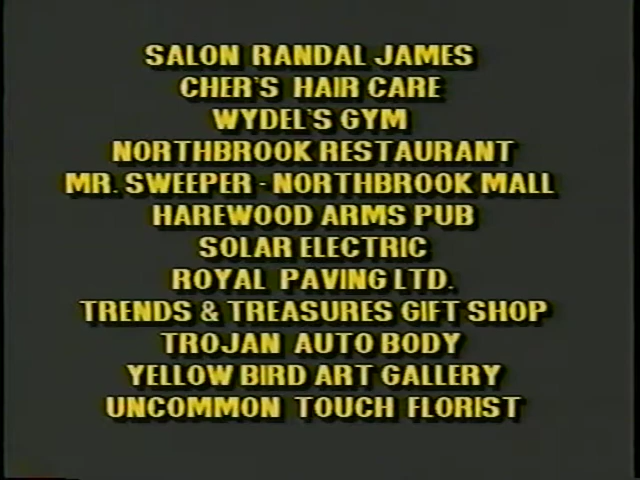 SALON RANDAL JAMES
CHER'S HAIR CARE
WYDEL'S GYM
NORTHBROOK RESTAURANT
MR. SWEEPER - NORTHBROOK MALL
HAREWOOD ARMS PUB
SOLAR ELECTRIC
ROYAL PAVING LTD.
TRENDS & TREASURES GIFT SHOP
TROJAN AUTO BODY
YELLOW BIRD ART GALLERY
UNCOMMON TOUCH FLORIST